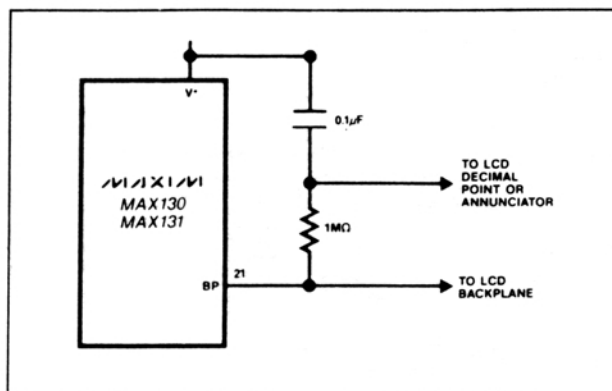 V+
0.1µF
MAXIM
MAX130
MAX131
TO LCD
DECIMAL
POINT OR
ANNUNCIATOR
1MΩ
21
BP
TO LCD
BACKPLANE